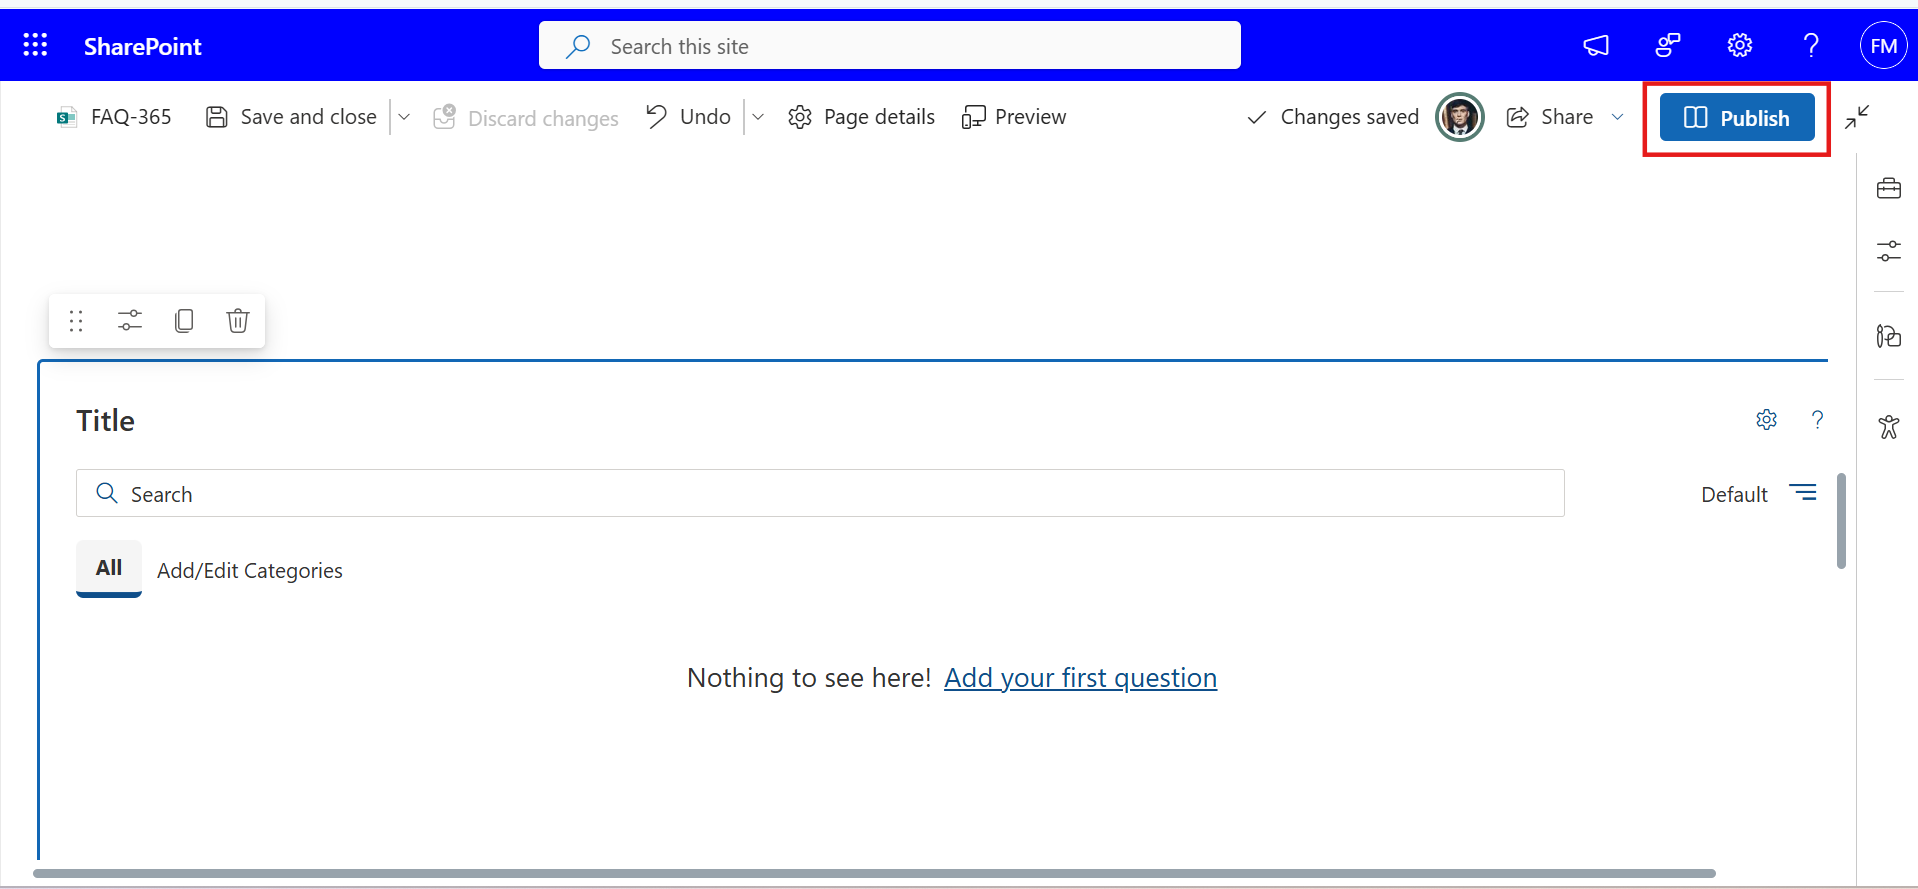 SharePoint
Search this site
FM
FAQ-365
Save and close
Discard changes
Undo
Page details
Preview
Changes saved
Share
Publish
Title
Search
Default
All
Add/Edit Categories
Nothing to see here! Add your first question